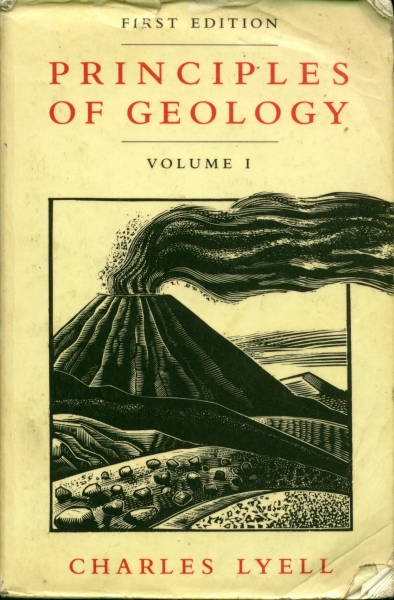 FIRST EDITION
PRINCIPLES
OF GEOLOGY
VOLUME I
CHARLES LYELL